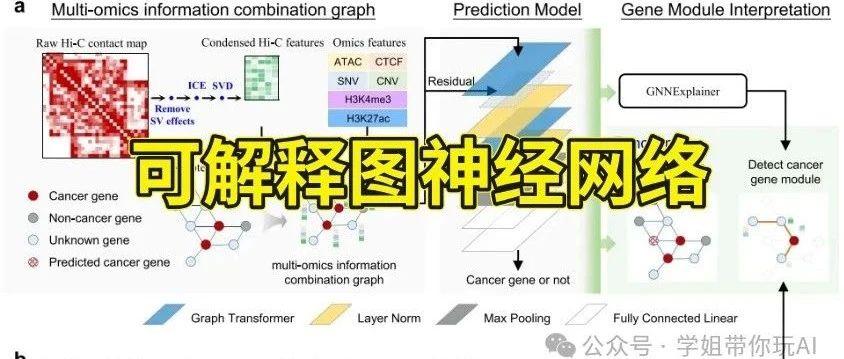 a
Multi-omics information combination graph
Prediction Model
Gene Module Interpretation
Raw Hi-C contact map
Condensed Hi-C features
Omics features
ATAC
CTCF
SNV
CNV
H3K4me3
H3K27ac
ICE
SVD
Remove
SV effects
Residual
GNNExplainer
可解释图神经网络
Detect cancer
gene module
Cancer gene
Non-cancer gene
Unknown gene
Predicted cancer gene
multi-omics information
combination graph
Cancer gene or not
Graph Transformer
Layer Norm
Max Pooling
Fully Connected Linear
公众号·学姐带你玩AI